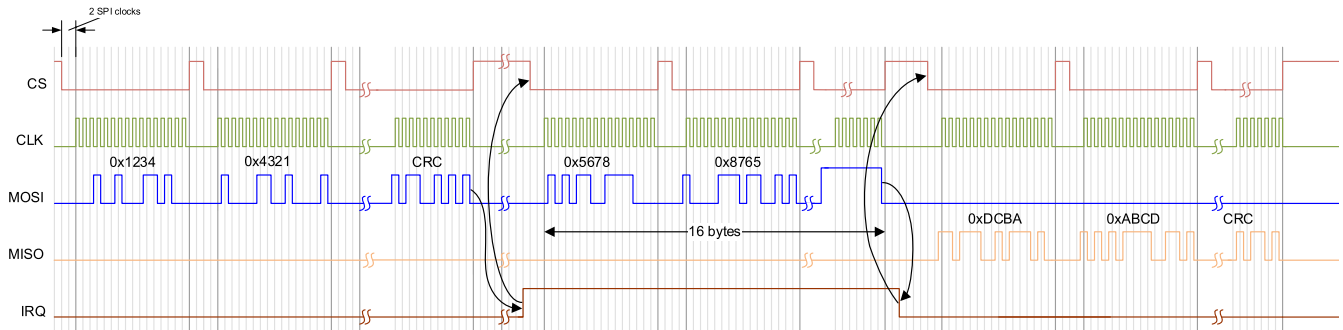 2 SPI clocks
CS
CLK
0x1234 0x4321 CRC 0x5678 0x8765
MOSI
0xDCBA 0xABCD CRC
16 bytes
MISO
IRQ